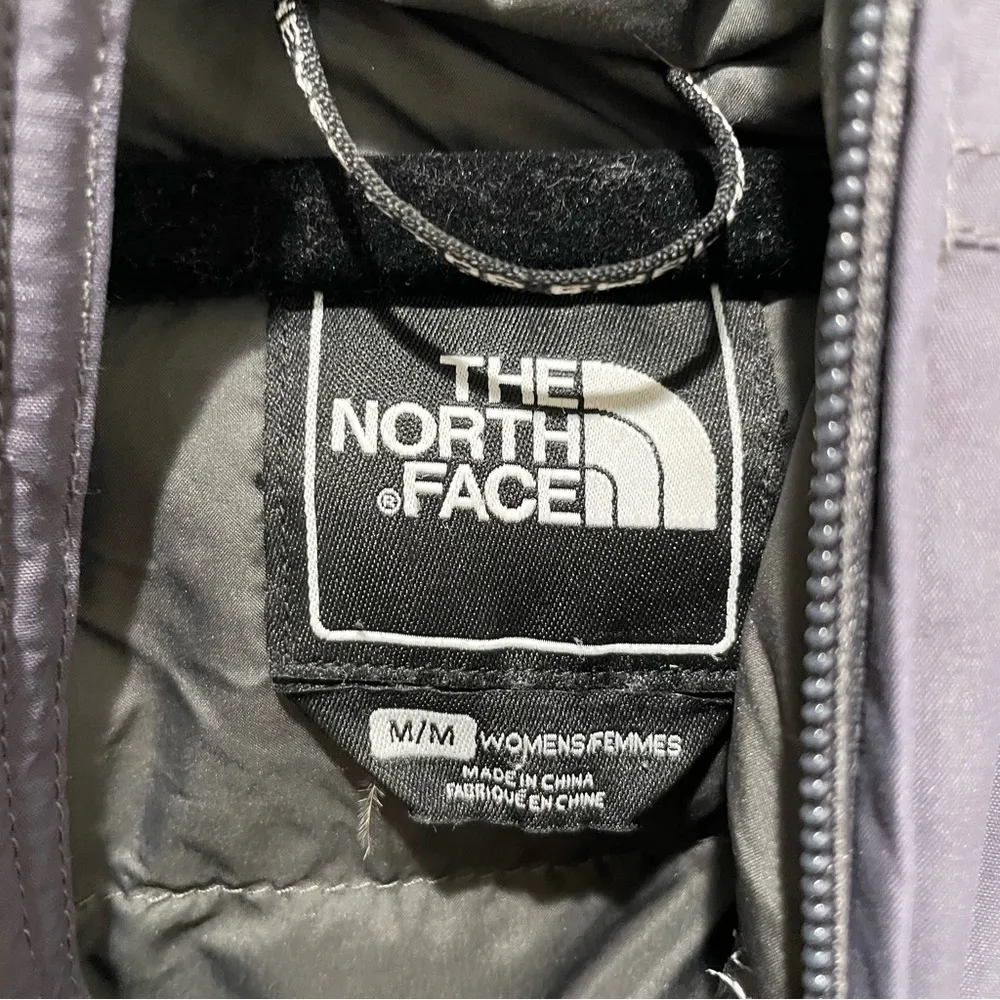 THE
NORTH
®FACE
M/M WOMENS/FEMMES
MADE IN CHINA
FABRIQUÉ EN CHINE